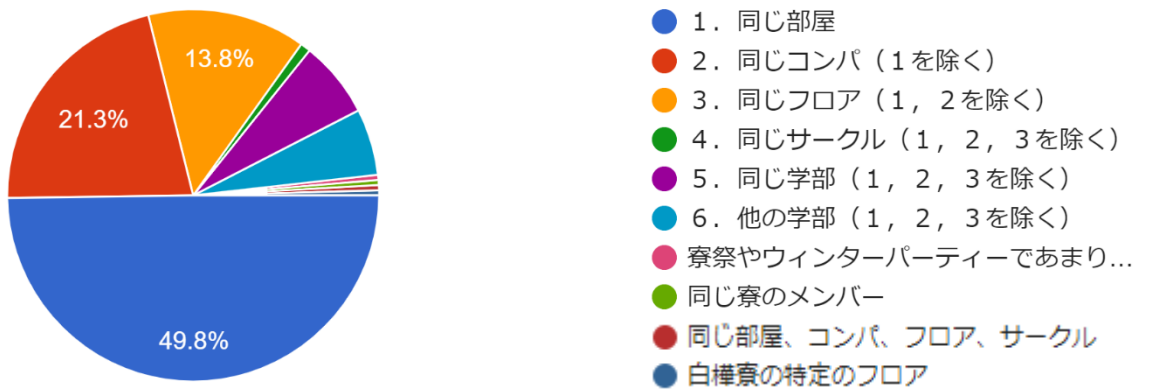 13.8%
21.3%
49.8%
1．同じ部屋
2．同じコンパ（1を除く）
3．同じフロア（1，2を除く）
4．同じサークル（1，2，3を除く）
5．同じ学部（1，2，3を除く）
6．他の学部（1，2，3を除く）
寮祭やウィンターパーティーであまり...
同じ寮のメンバー
同じ部屋、コンパ、フロア、サークル
白樺寮の特定のフロア